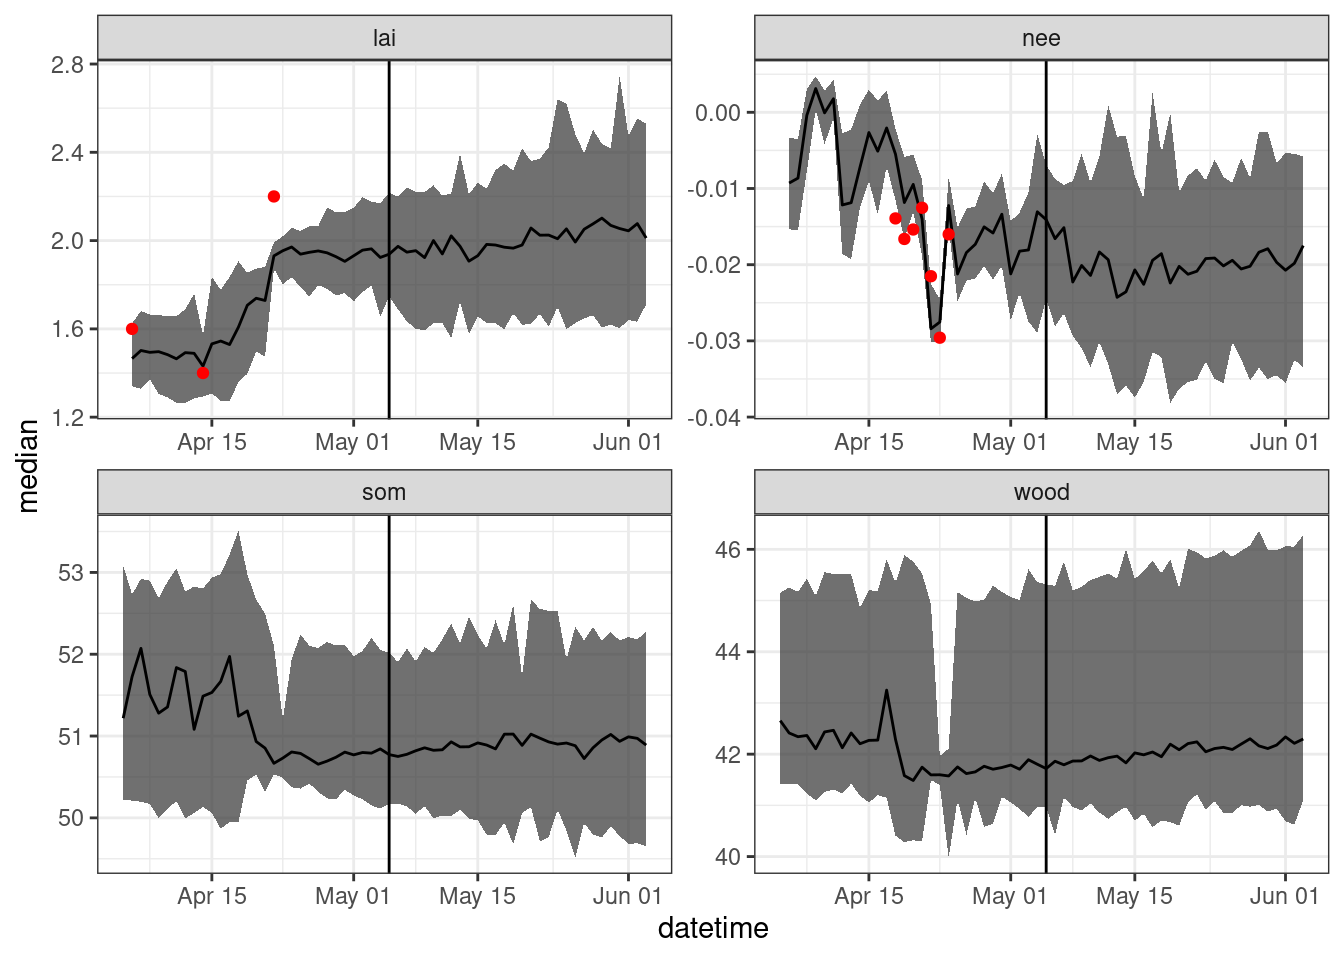 lai
nee
2.8
2.4
2.0
1.6
1.2
0.00
-0.01
-0.02
-0.03
-0.04
Apr 15 May 01 May 15 Jun 01
Apr 15 May 01 May 15 Jun 01
median
som
wood
53
52
51
50
46
44
42
40
Apr 15 May 01 May 15 Jun 01
Apr 15 May 01 May 15 Jun 01
datetime